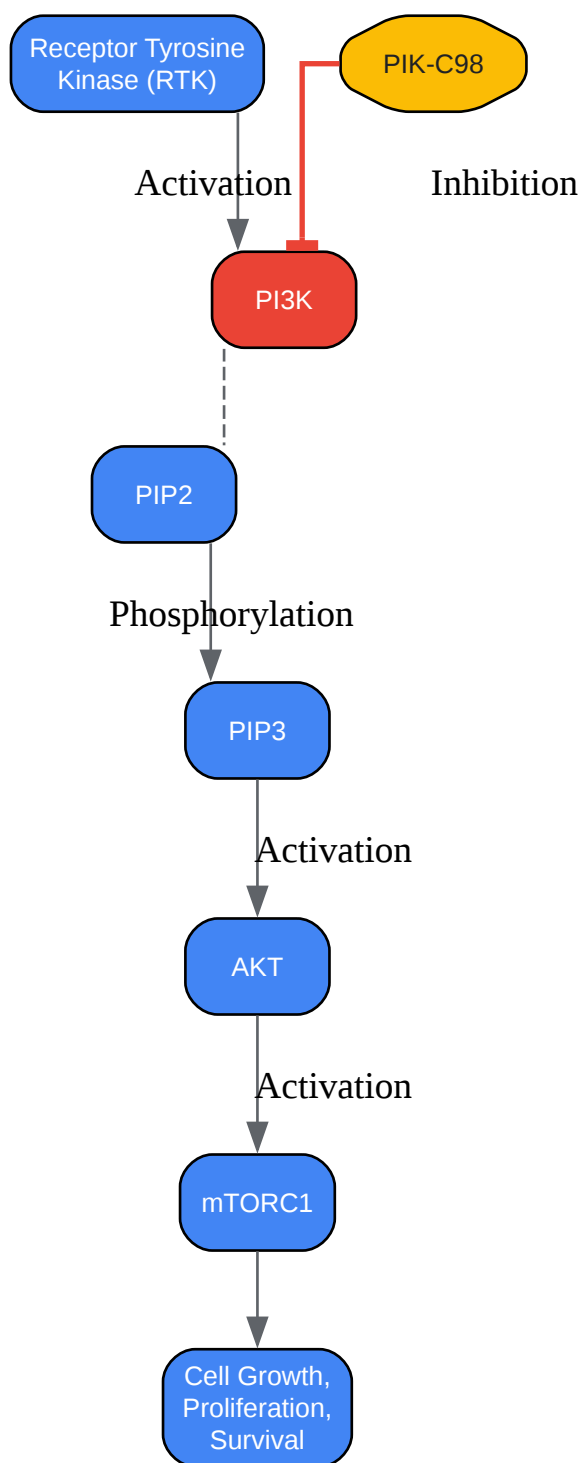 Receptor Tyrosine
Kinase (RTK)
PIK-C98
Activation
Inhibition
PI3K
PIP2
Phosphorylation
PIP3
Activation
AKT
Activation
mTORC1
Cell Growth,
Proliferation,
Survival